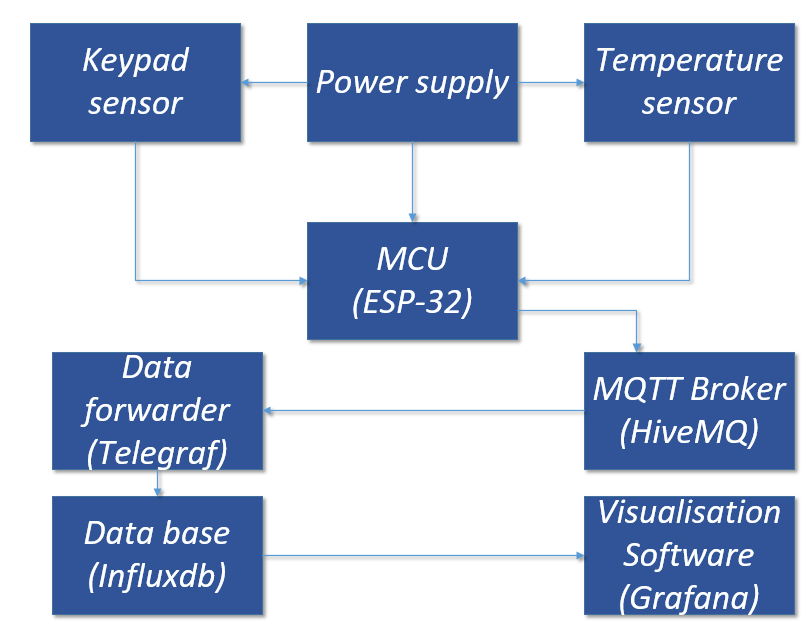 Keypad
sensor
Power supply
Temperature
sensor
MCU
(ESP-32)
Data
forwarder
(Telegraf)
MQTT Broker
(HiveMQ)
Data base
(Influxdb)
Visualisation
Software
(Grafana)